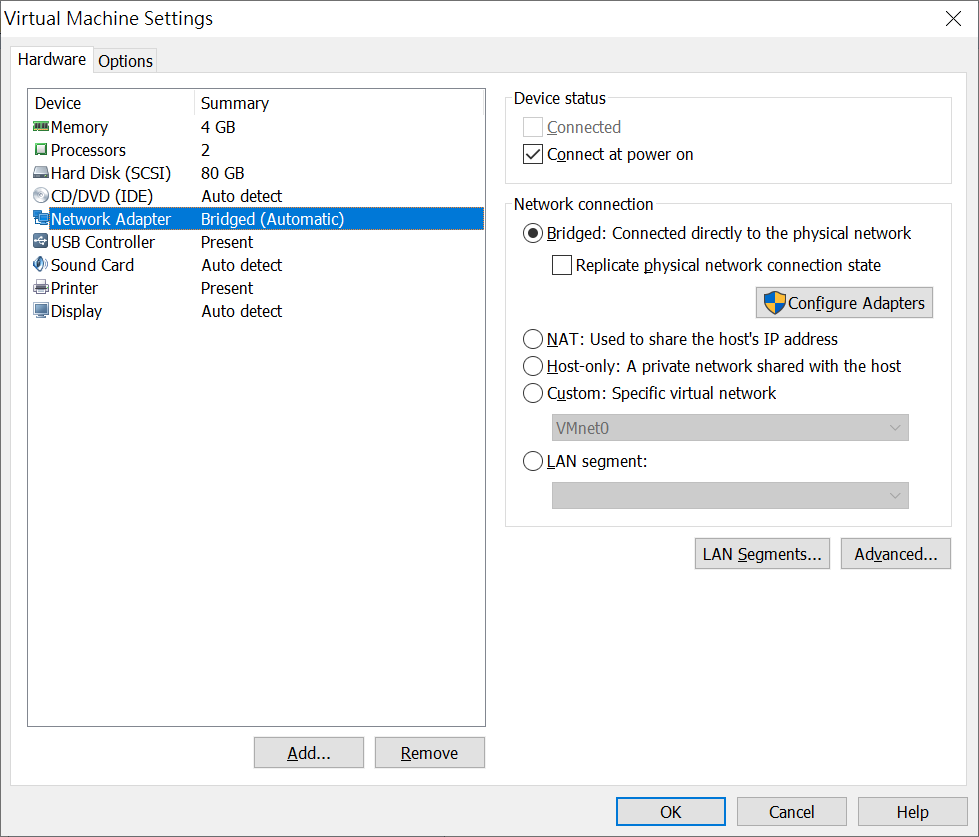 Virtual Machine Settings
Hardware
Options
Device Summary
Memory 4 GB
Processors 2
Hard Disk (SCSI) 80 GB
CD/DVD (IDE) Auto detect
Network Adapter Bridged (Automatic)
USB Controller Present
Sound Card Auto detect
Printer Present
Display Auto detect
Add...
Remove
Device status
Connected
Connect at power on
Network connection
Bridged: Connected directly to the physical network
Replicate physical network connection state
Configure Adapters
NAT: Used to share the host's IP address
Host-only: A private network shared with the host
Custom: Specific virtual network
VMnet0
LAN segment:
LAN Segments...
Advanced...
OK
Cancel
Help